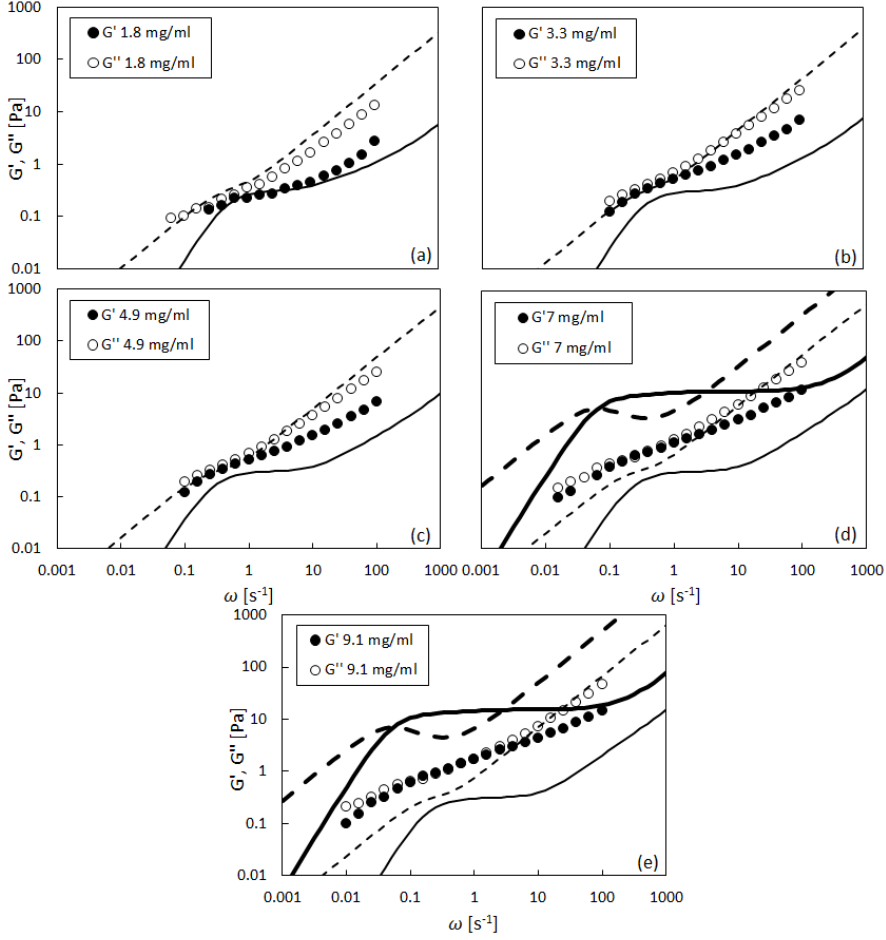 1000
100
10
1
0.1
0.01
G', G'' [Pa]
G' 1.8 mg/ml
G'' 1.8 mg/ml
(a)
G' 3.3 mg/ml
G'' 3.3 mg/ml
(b)
1000
100
10
1
0.1
0.01
G', G'' [Pa]
G' 4.9 mg/ml
G'' 4.9 mg/ml
(c)
0.001 0.01 0.1 1 10 100 1000
ω [s-1]
G'7 mg/ml
G'' 7 mg/ml
(d)
0.001 0.01 0.1 1 10 100 1000
ω [s-1]
1000
100
10
1
0.1
0.01
G', G'' [Pa]
G' 9.1 mg/ml
G'' 9.1 mg/ml
(e)
0.001 0.01 0.1 1 10 100 1000
ω [s-1]